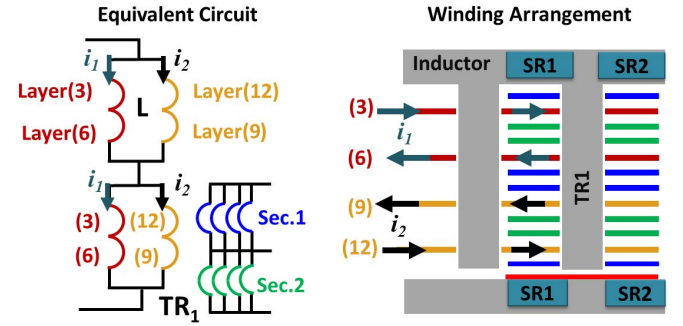 Equivalent Circuit
i1 i2
Layer(3) Layer(12)
L
Layer(6) Layer(9)
i1 i2
(3) (12)
Sec.1
(6) (9)
Sec.2
TR1
Winding Arrangement
Inductor SR1 SR2
(3)
i1
(6)
TR1
(9)
i2
(12)
SR1 SR2